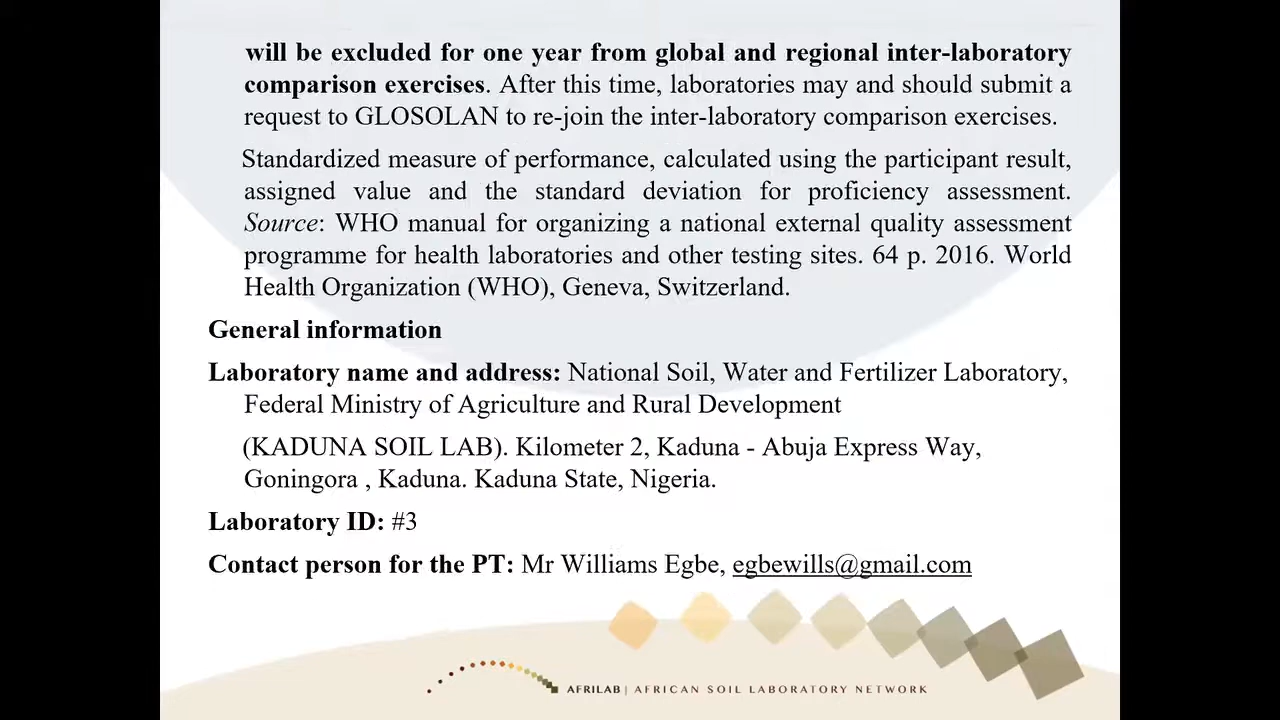 will be excluded for one year from global and regional inter-laboratory
comparison exercises. After this time, laboratories may and should submit a
request to GLOSOLAN to re-join the inter-laboratory comparison exercises.
Standardized measure of performance, calculated using the participant result,
assigned value and the standard deviation for proficiency assessment.
Source: WHO manual for organizing a national external quality assessment
programme for health laboratories and other testing sites. 64 p. 2016. World
Health Organization (WHO), Geneva, Switzerland.
General information
Laboratory name and address: National Soil, Water and Fertilizer Laboratory,
Federal Ministry of Agriculture and Rural Development
(KADUNA SOIL LAB). Kilometer 2, Kaduna - Abuja Express Way,
Goningora , Kaduna. Kaduna State, Nigeria.
Laboratory ID: #3
Contact person for the PT: Mr Williams Egbe, egbewills@gmail.com
AFRILAB | AFRICAN SOIL LABORATORY NETWORK